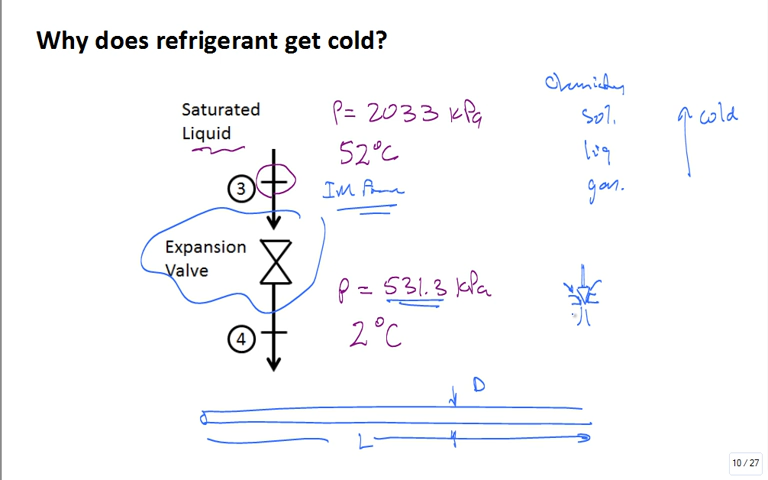 Why does refrigerant get cold?
Chemistry
Saturated
Liquid
P = 2033 kPa
52°C
sol.
liq
gas.
cold
3
Expansion
Valve
P = 531.3 kPa
2°C
4
D
L
10 / 27